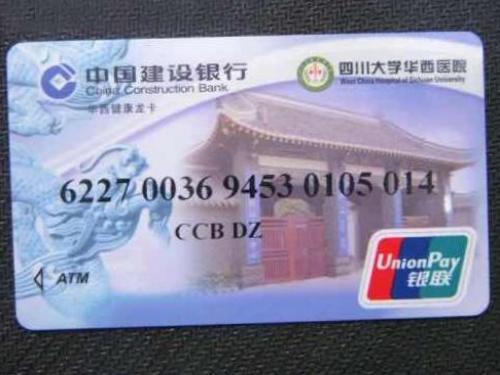 中国建设银行
China Construction Bank
华西健康龙卡
四川大学华西医院
West China Hospital of Sichuan University
6227 0036 9453 0105 014
CCB DZ
ATM
UnionPay
银联